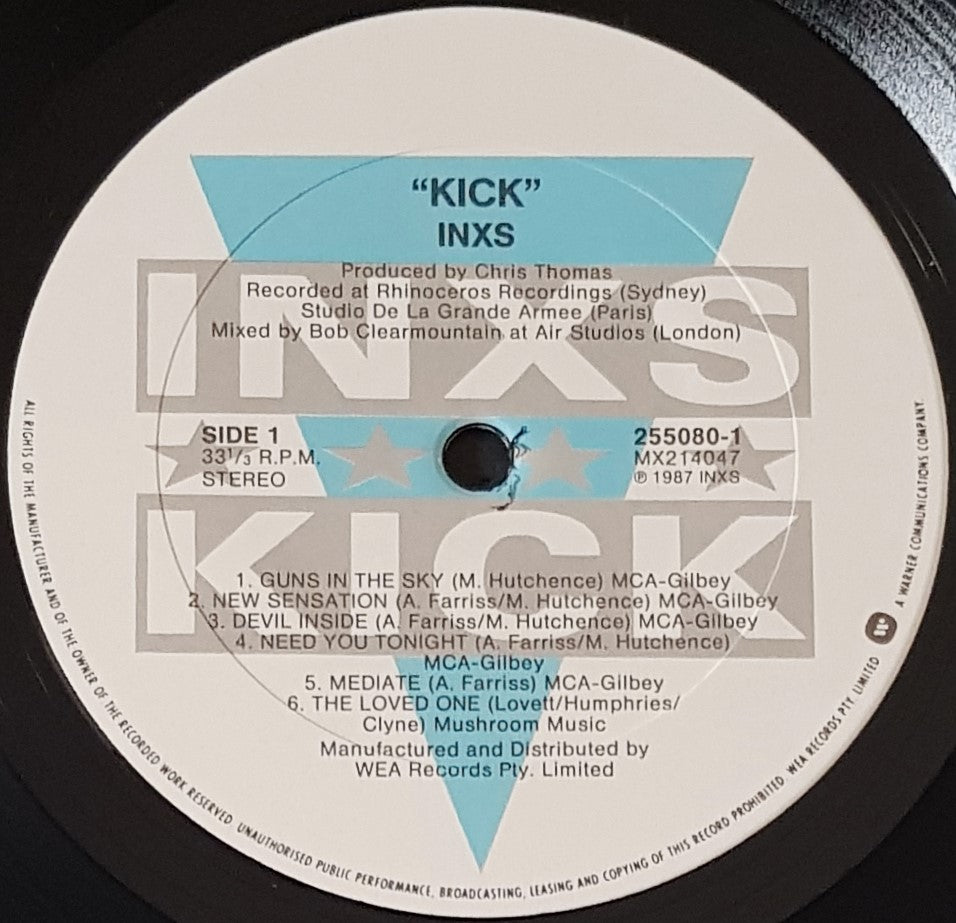 “KICK”
INXS
Produced by Chris Thomas
Recorded at Rhinoceros Recordings (Sydney)
Studio De La Grande Armee (Paris)
Mixed by Bob Clearmountain at Air Studios (London)
INXS
SIDE 1
33¹/₃ R.P.M.
STEREO
255080-1
MX214047
℗ 1987 INXS
KICK
1. GUNS IN THE SKY (M. Hutchence) MCA-Gilbey
2. NEW SENSATION (A. Farriss/M. Hutchence) MCA-Gilbey
3. DEVIL INSIDE (A. Farriss/M. Hutchence) MCA-Gilbey
4. NEED YOU TONIGHT (A. Farriss/M. Hutchence)
MCA-Gilbey
5. MEDIATE (A. Farriss) MCA-Gilbey
6. THE LOVED ONE (Lovett/Humphries/
Clyne) Mushroom Music
Manufactured and Distributed by
WEA Records Pty. Limited
ALL RIGHTS OF THE MANUFACTURER AND OF THE OWNER OF THE RECORDED WORK RESERVED. UNAUTHORISED PUBLIC PERFORMANCE, BROADCASTING, LEASING AND COPYING OF THIS RECORD PROHIBITED. WEA RECORDS PTY. LIMITED A WARNER COMMUNICATIONS COMPANY.